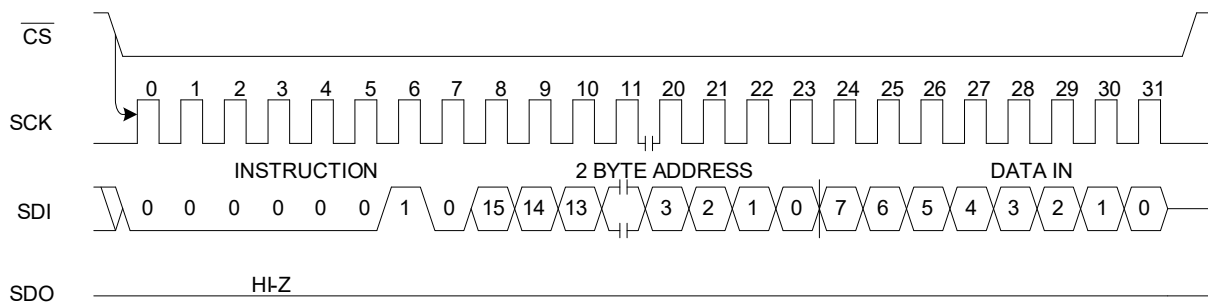 CS
0 1 2 3 4 5 6 7 8 9 10 11 20 21 22 23 24 25 26 27 28 29 30 31
SCK
INSTRUCTION 2 BYTE ADDRESS DATA IN
SDI 0 0 0 0 0 0 1 0 15 14 13 3 2 1 0 7 6 5 4 3 2 1 0
HI-Z
SDO